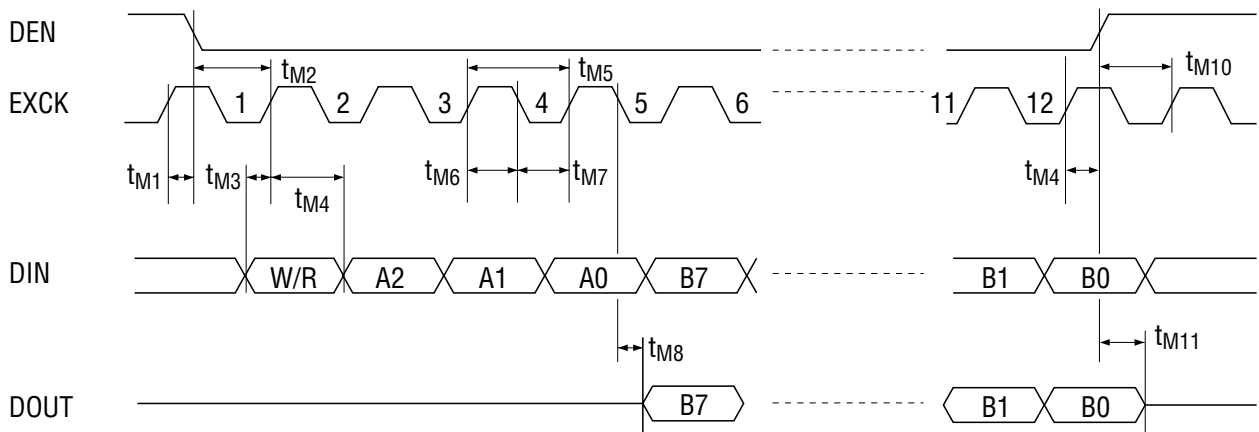 DEN
tM2 tM5 tM10
EXCK 1 2 3 4 5 6 11 12
tM1 tM3 tM4 tM6 tM7 tM4
DIN W/R A2 A1 A0 B7 B1 B0
tM8 tM11
DOUT B7 B1 B0